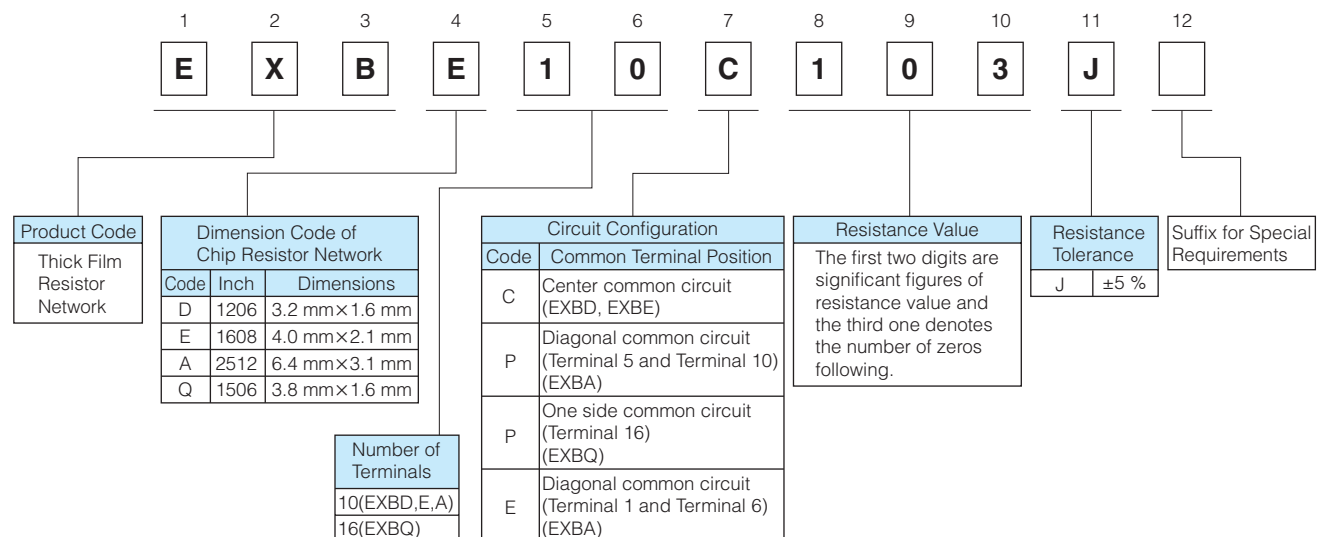 1 2 3 4 5 6 7 8 9 10 11 12
E X B E 1 0 C 1 0 3 J
Product Code
Thick Film
Resistor
Network
Dimension Code of
Chip Resistor Network
Code Inch Dimensions
D 1206 3.2 mm×1.6 mm
E 1608 4.0 mm×2.1 mm
A 2512 6.4 mm×3.1 mm
Q 1506 3.8 mm×1.6 mm
Number of
Terminals
10(EXBD,E,A)
16(EXBQ)
Circuit Configuration
Code Common Terminal Position
C Center common circuit
(EXBD, EXBE)
P Diagonal common circuit
(Terminal 5 and Terminal 10)
(EXBA)
P One side common circuit
(Terminal 16)
(EXBQ)
E Diagonal common circuit
(Terminal 1 and Terminal 6)
(EXBA)
Resistance Value
The first two digits are
significant figures of
resistance value and
the third one denotes
the number of zeros
following.
Resistance
Tolerance
J ±5 %
Suffix for Special
Requirements